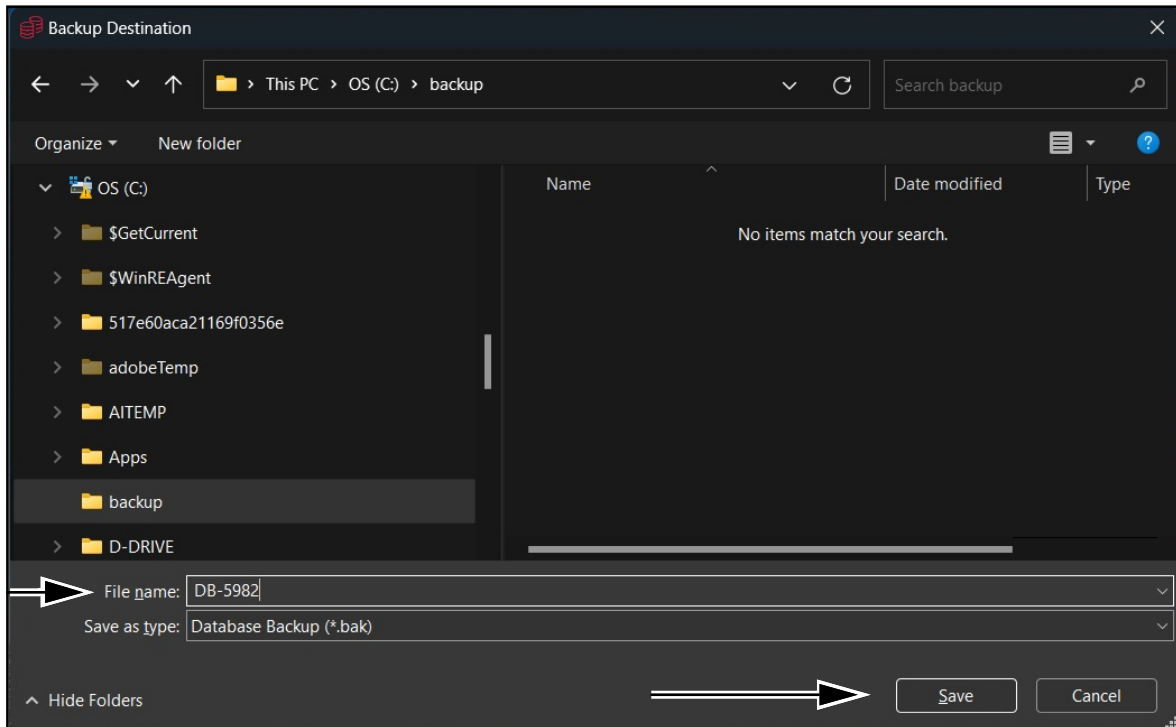 Backup Destination
This PC > OS (C:) > backup
Search backup
Organize New folder
OS (C:)
$GetCurrent
$WinREAgent
517e60aca21169f0356e
adobeTemp
AITEMP
Apps
backup
D-DRIVE
Name Date modified Type
No items match your search.
File name: DB-5982
Save as type: Database Backup (*.bak)
Hide Folders Save Cancel